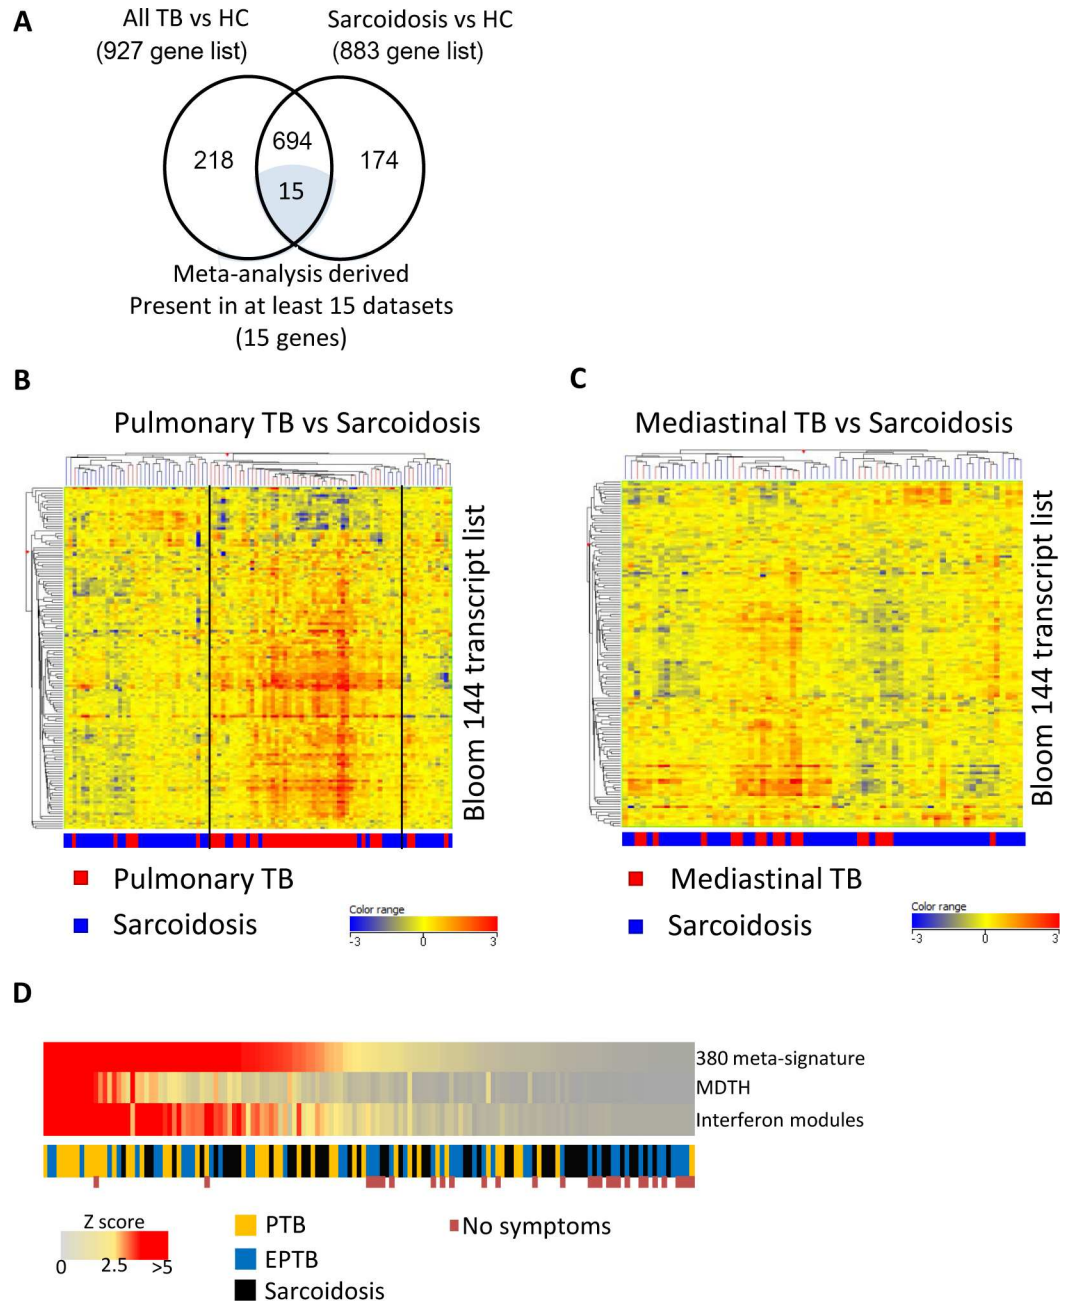 A
All TB vs HC
(927 gene list)
Sarcoidosis vs HC
(883 gene list)
218
694
174
15
Meta-analysis derived
Present in at least 15 datasets
(15 genes)
B
Pulmonary TB vs Sarcoidosis
Bloom 144 transcript list
Pulmonary TB
Sarcoidosis
Color range
-3 0 3
C
Mediastinal TB vs Sarcoidosis
Bloom 144 transcript list
Mediastinal TB
Sarcoidosis
Color range
-3 0 3
D
380 meta-signature
MDTH
Interferon modules
Z score
0 2.5 >5
PTB
EPTB
Sarcoidosis
No symptoms